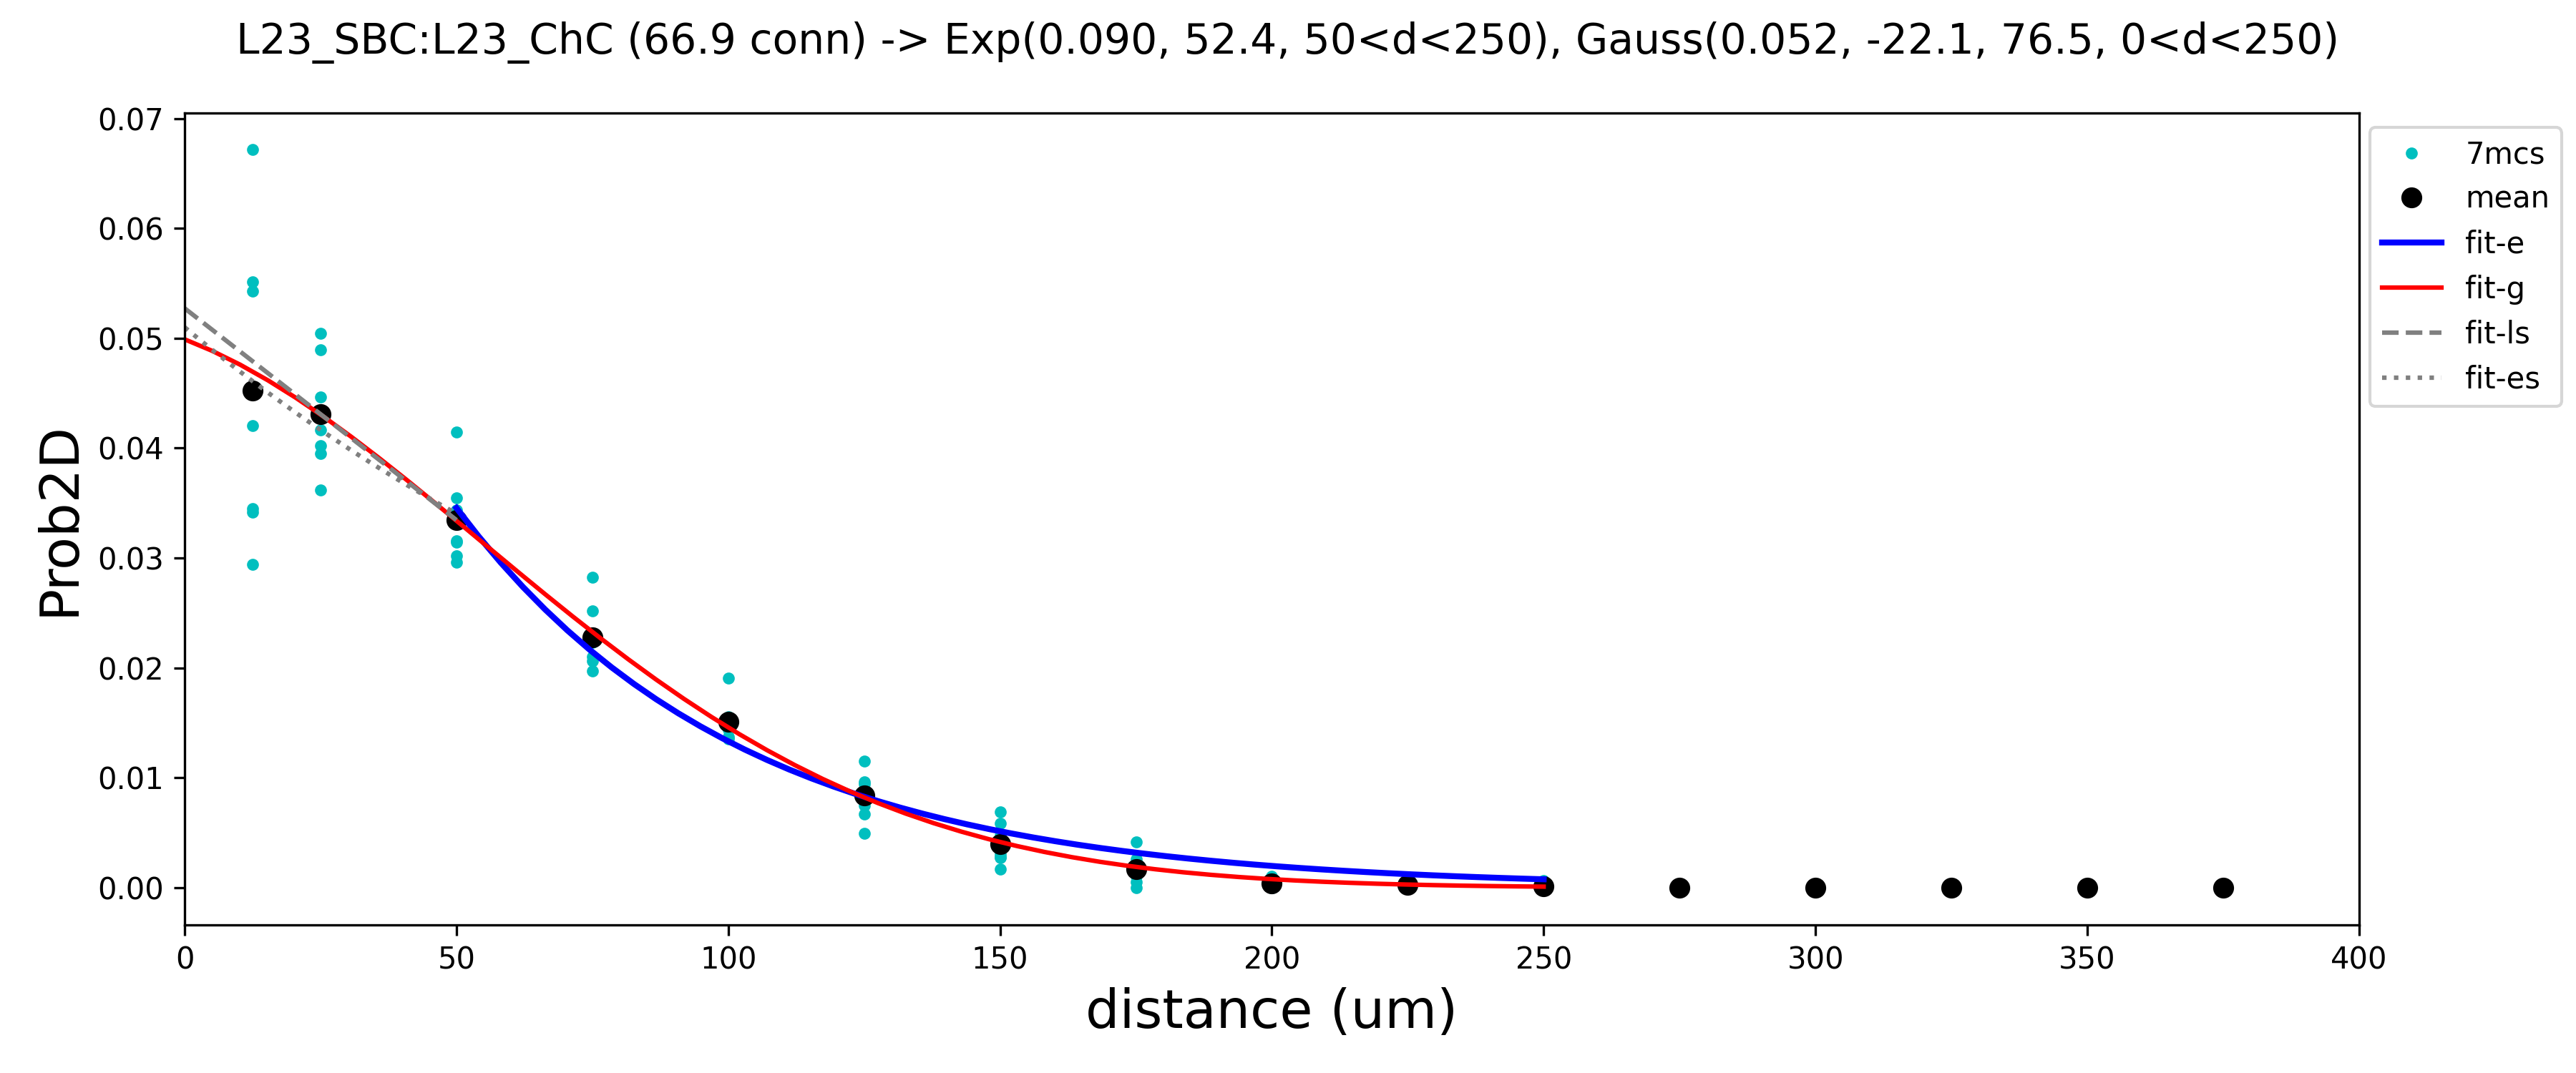 L23_SBC:L23_ChC (66.9 conn) -> Exp(0.090, 52.4, 50<d<250), Gauss(0.052, -22.1, 76.5, 0<d<250)
0.07
0.06
0.05
0.04
0.03
0.02
0.01
0.00
Prob2D
0 50 100 150 200 250 300 350 400
distance (um)
7mcs
mean
fit-e
fit-g
fit-ls
fit-es